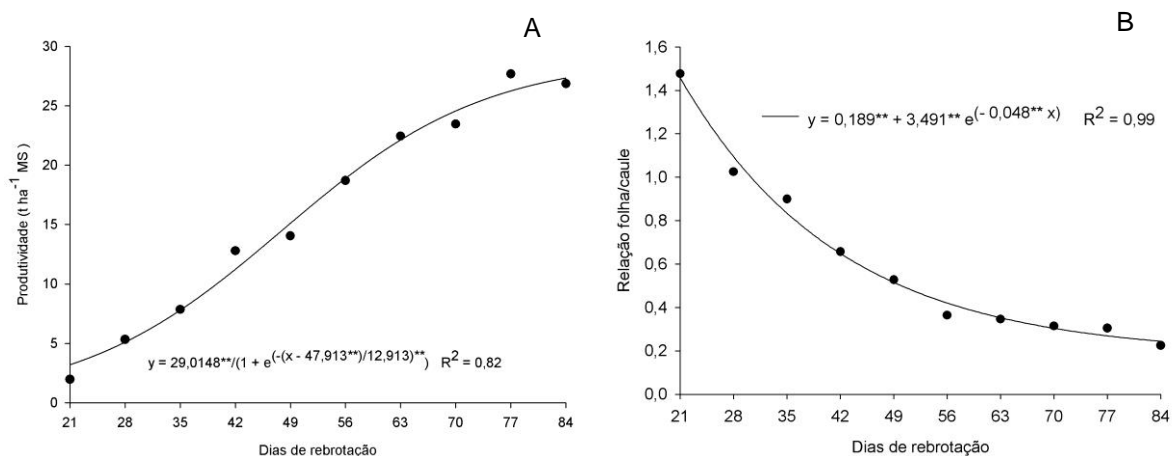 A
Produtividade (t ha⁻¹ MS )
30
25
20
15
10
5
0
y = 29,0148**/(1 + e^(-(x - 47,913**)/12,913)**) R² = 0,82
21 28 35 42 49 56 63 70 77 84
Dias de rebrotação
B
Relação folha/caule
1,6
1,4
1,2
1,0
0,8
0,6
0,4
0,2
0,0
y = 0,189** + 3,491** e^(- 0,048** x) R² = 0,99
21 28 35 42 49 56 63 70 77 84
Dias de rebrotação